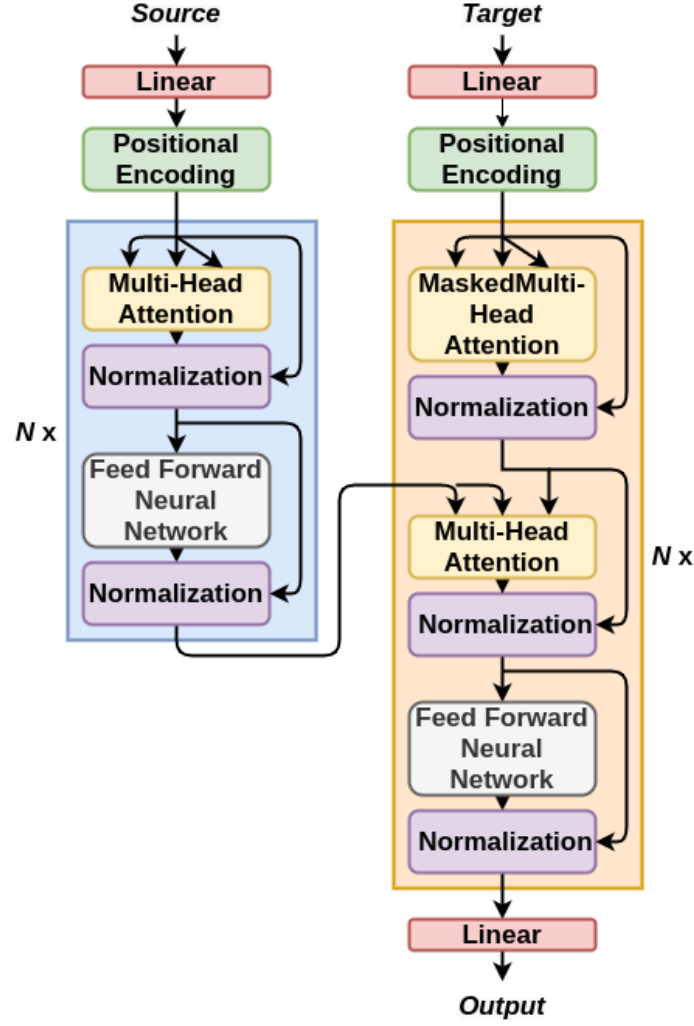 Source
Linear
Positional
Encoding
Multi-Head
Attention
Normalization
N x
Feed Forward
Neural
Network
Normalization
Target
Linear
Positional
Encoding
MaskedMulti-
Head
Attention
Normalization
Multi-Head
Attention
N x
Normalization
Feed Forward
Neural
Network
Normalization
Linear
Output